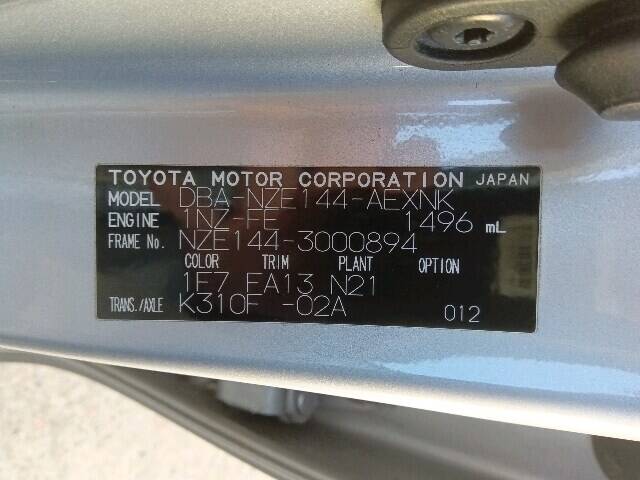 TOYOTA MOTOR CORPORATION JAPAN
MODEL DBA-NZE144-AEXNK
ENGINE 1NZ-FE 1496 mL
FRAME No. NZE144-3000894
COLOR TRIM PLANT OPTION
1E7 FA13 N21
TRANS./AXLE K310F -02A 012